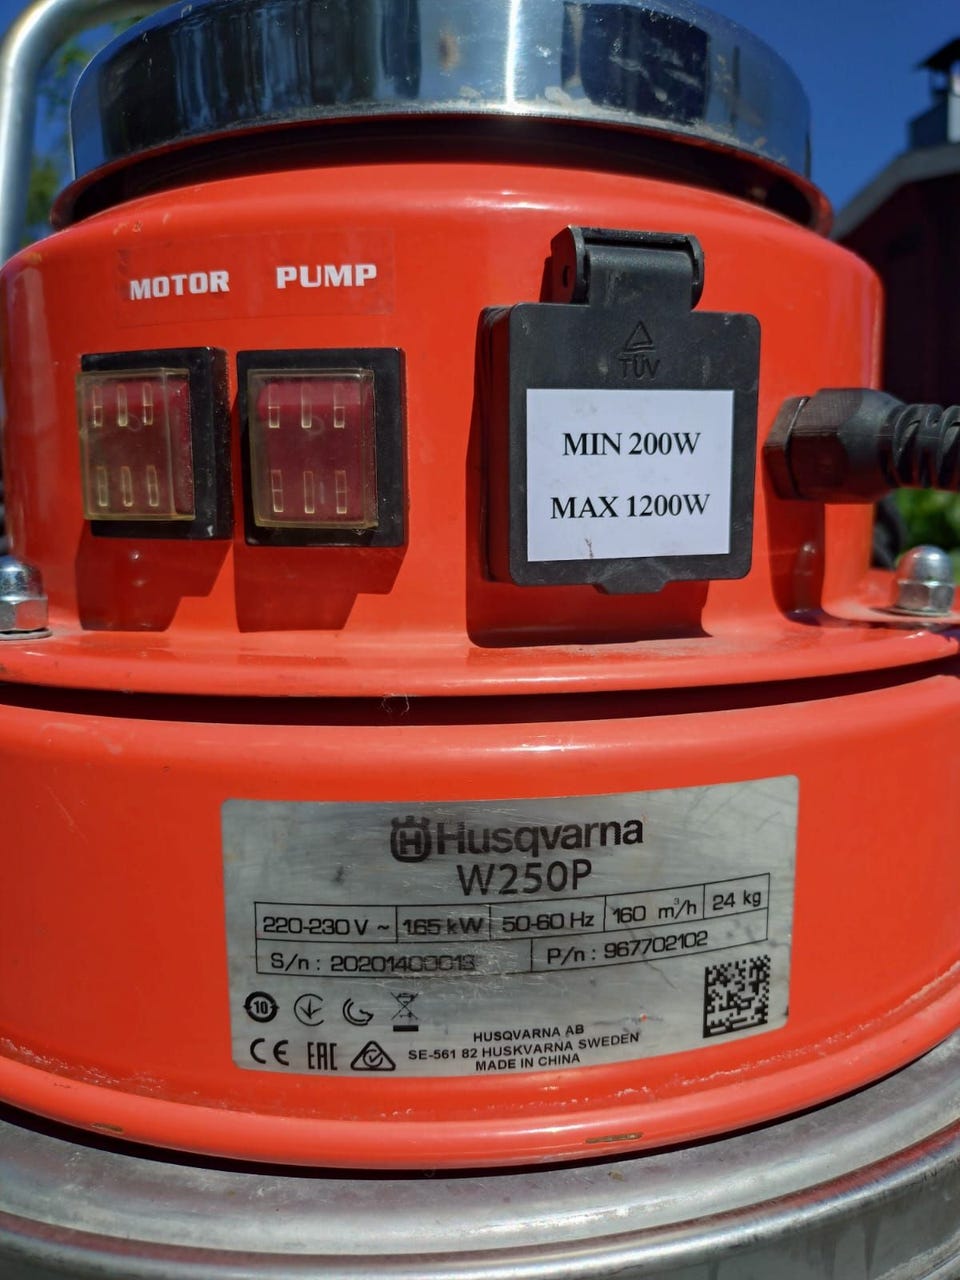 MOTOR PUMP
TÜV
MIN 200W
MAX 1200W
Husqvarna
W250P
220-230 V ~ 1.65 kW 50-60 Hz 160 m³/h 24 kg
S/n : 20201400013 P/n : 967702102
10
CE EAC
HUSQVARNA AB
SE-561 82 HUSKVARNA SWEDEN
MADE IN CHINA